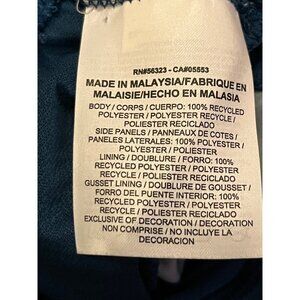 RN#56323 - CA#05553
MADE IN MALAYSIA/FABRIQUE EN
MALAISIE/HECHO EN MALASIA
BODY / CORPS / CUERPO: 100% RECYCLED
POLYESTER / POLYESTER RECYCLE /
POLIESTER RECICLADO
SIDE PANELS / PANNEAUX DE COTES /
PANELES LATERALES: 100% POLYESTER /
POLYESTER / POLIESTER
LINING / DOUBLURE / FORRO: 100%
RECYCLED POLYESTER / POLYESTER
RECYCLE / POLIESTER RECICLADO
GUSSET LINING / DOUBLURE DE GOUSSET /
FORRO DEL FUENTE INTERIOR: 100%
RECYCLED POLYESTER / POLYESTER
RECYCLE / POLIESTER RECICLADO
EXCLUSIVE OF DECORATION / DECORATION
NON COMPRISE / NO INCLUYE LA
DECORACION